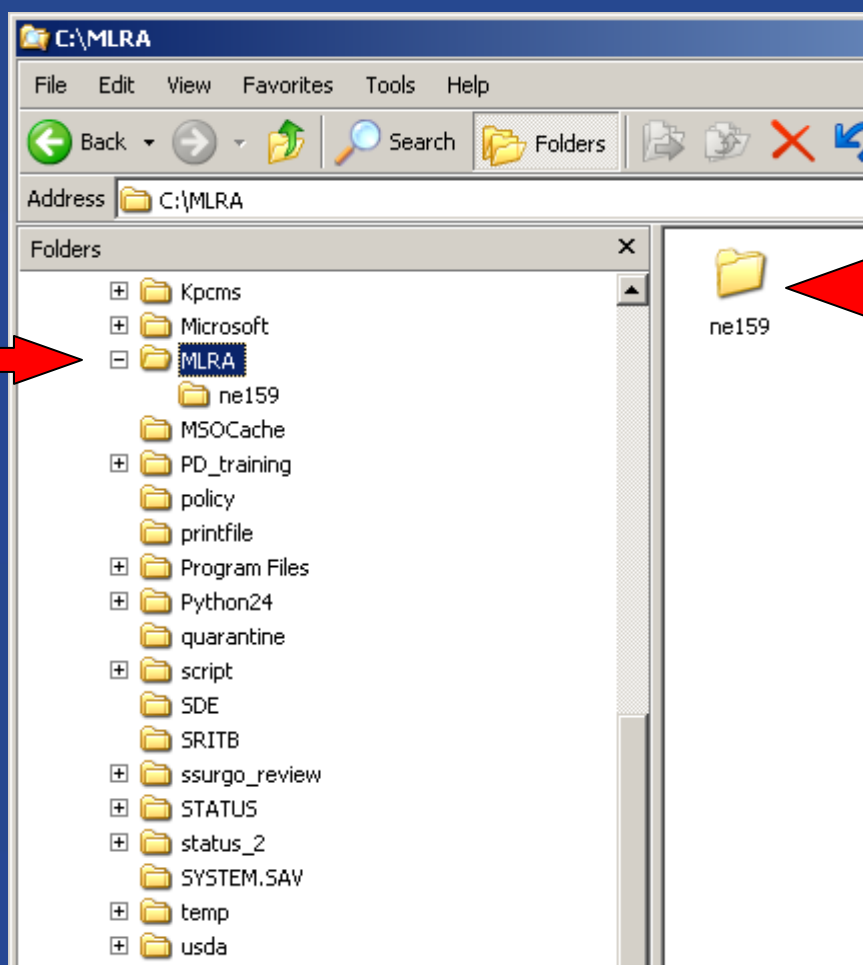 C:\MLRA
File Edit View Favorites Tools Help
Back Search Folders
Address C:\MLRA
Folders
Kpcms
Microsoft
MLRA
ne159
MSOCache
PD_training
policy
printfile
Program Files
Python24
quarantine
script
SDE
SRITB
ssurgo_review
STATUS
status_2
SYSTEM.SAV
temp
usda
ne159